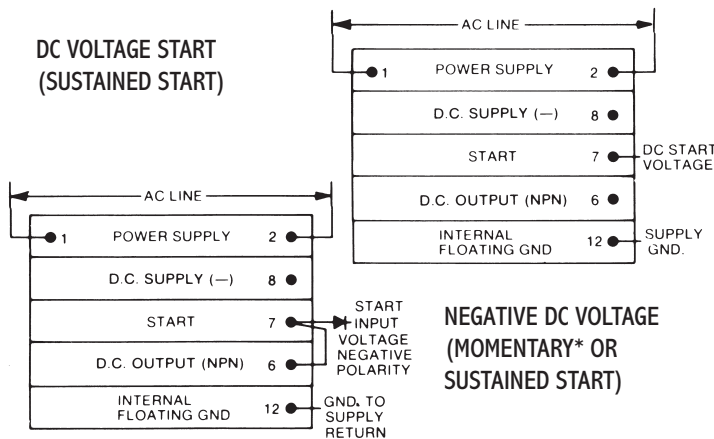 DC VOLTAGE START
(SUSTAINED START)
AC LINE
1 POWER SUPPLY 2
D.C. SUPPLY (—) 8
START 7
DC START
VOLTAGE
D.C. OUTPUT (NPN) 6
INTERNAL
FLOATING GND 12
SUPPLY
GND.
AC LINE
1 POWER SUPPLY 2
D.C. SUPPLY (—) 8
START 7
START
INPUT
VOLTAGE
NEGATIVE
POLARITY
D.C. OUTPUT (NPN) 6
INTERNAL
FLOATING GND 12
GND. TO
SUPPLY
RETURN
NEGATIVE DC VOLTAGE
(MOMENTARY* OR
SUSTAINED START)